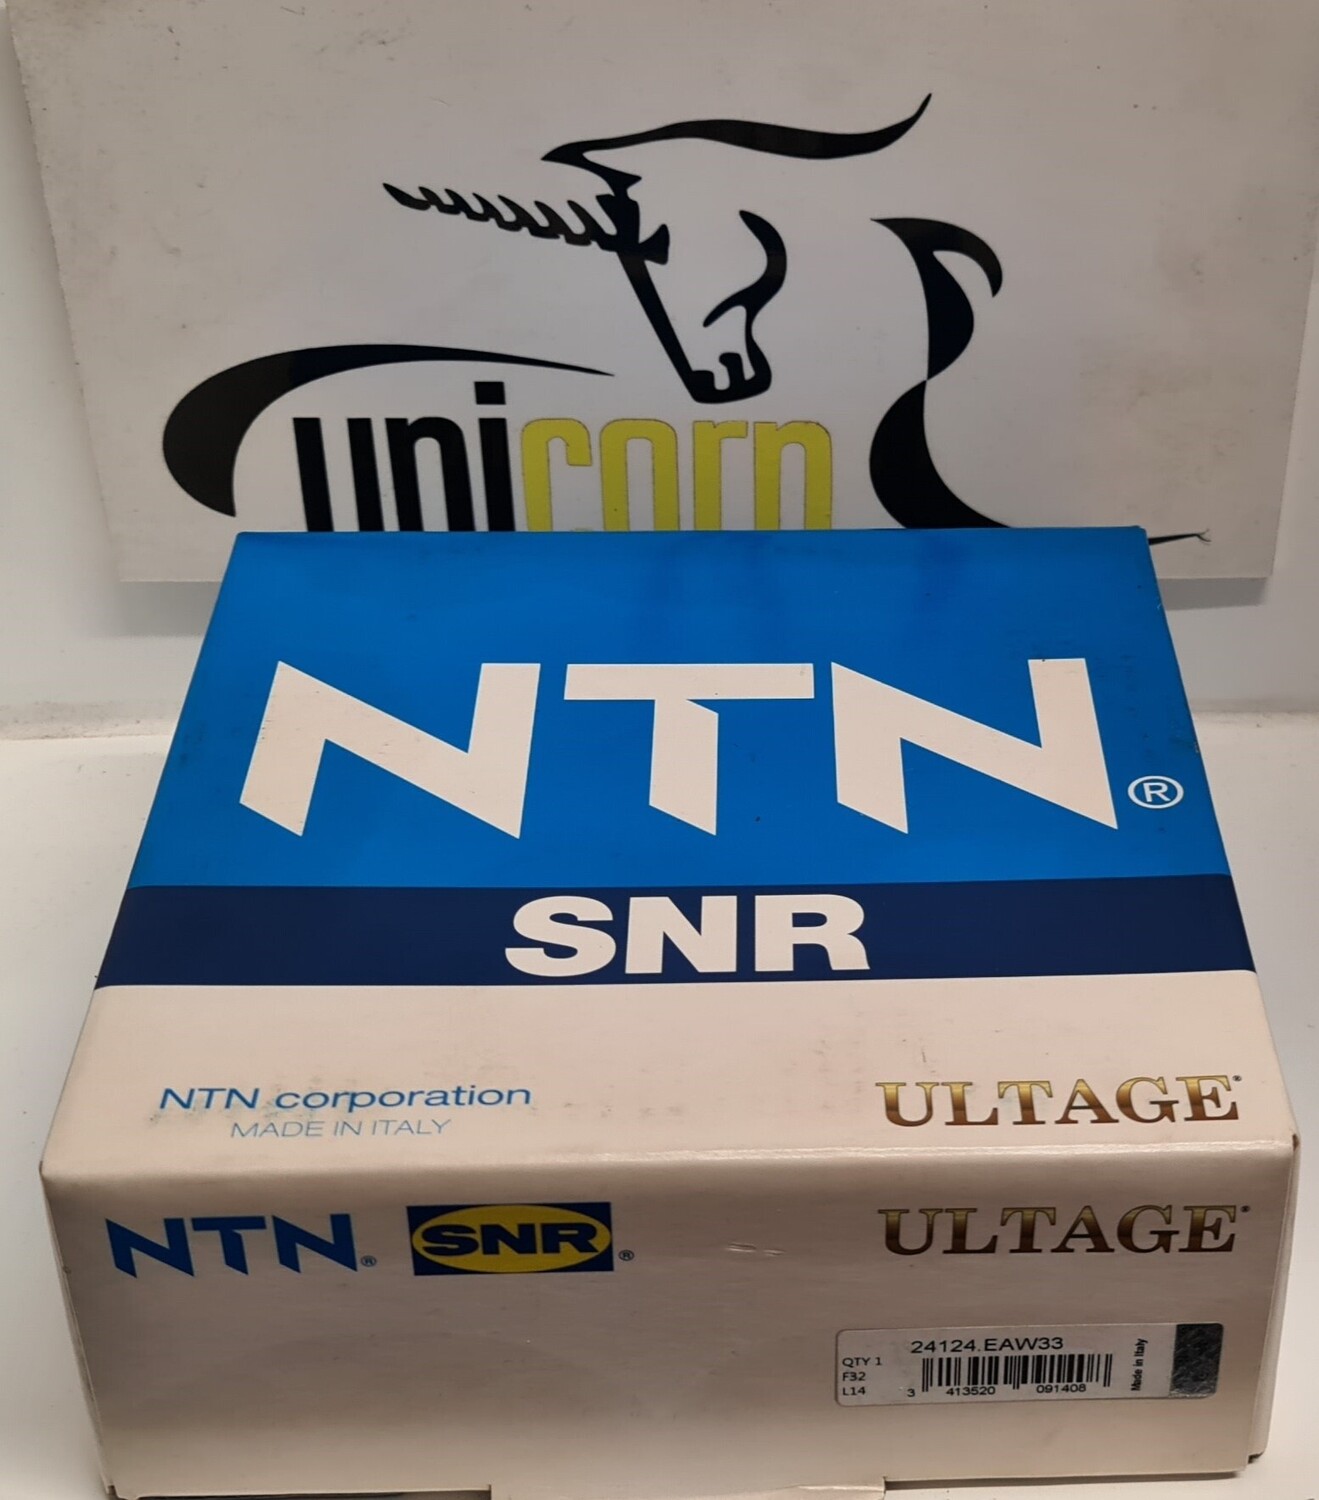 unicorn
NTN®
SNR
NTN corporation
MADE IN ITALY
ULTAGE®
NTN® SNR®
ULTAGE®
24124.EAW33
QTY 1
F32
L14
3 413520 091408
Made in Italy